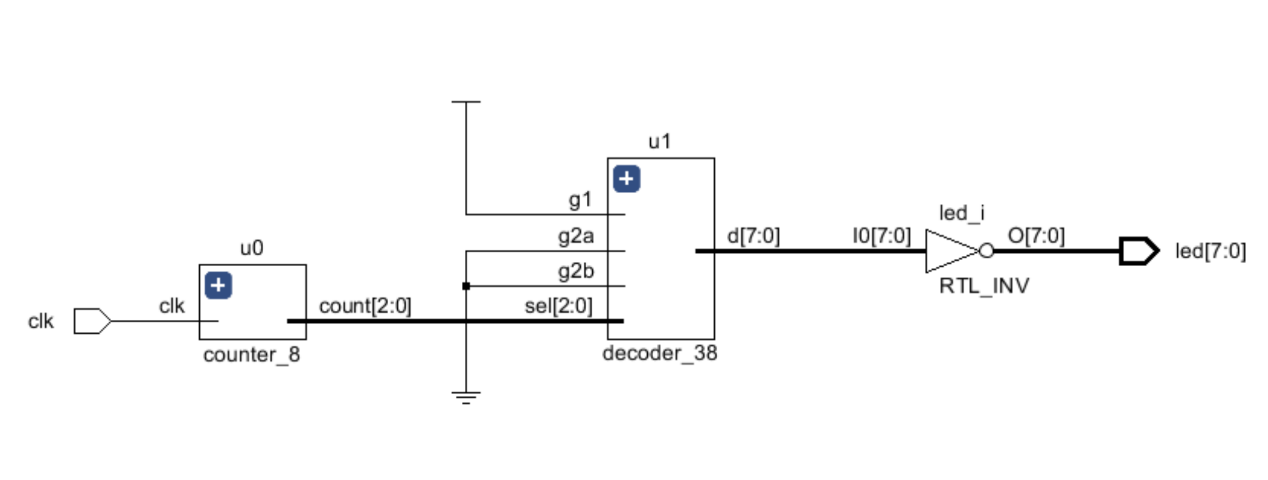 u1
g1
led_i
g2a
d[7:0]
I0[7:0]
O[7:0]
led[7:0]
u0
g2b
RTL_INV
clk
clk
count[2:0]
sel[2:0]
counter_8
decoder_38